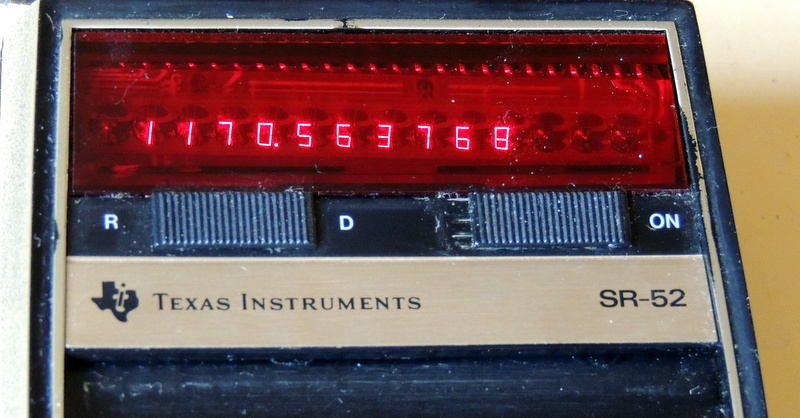 1170.563768
R D ON
TEXAS INSTRUMENTS SR-52